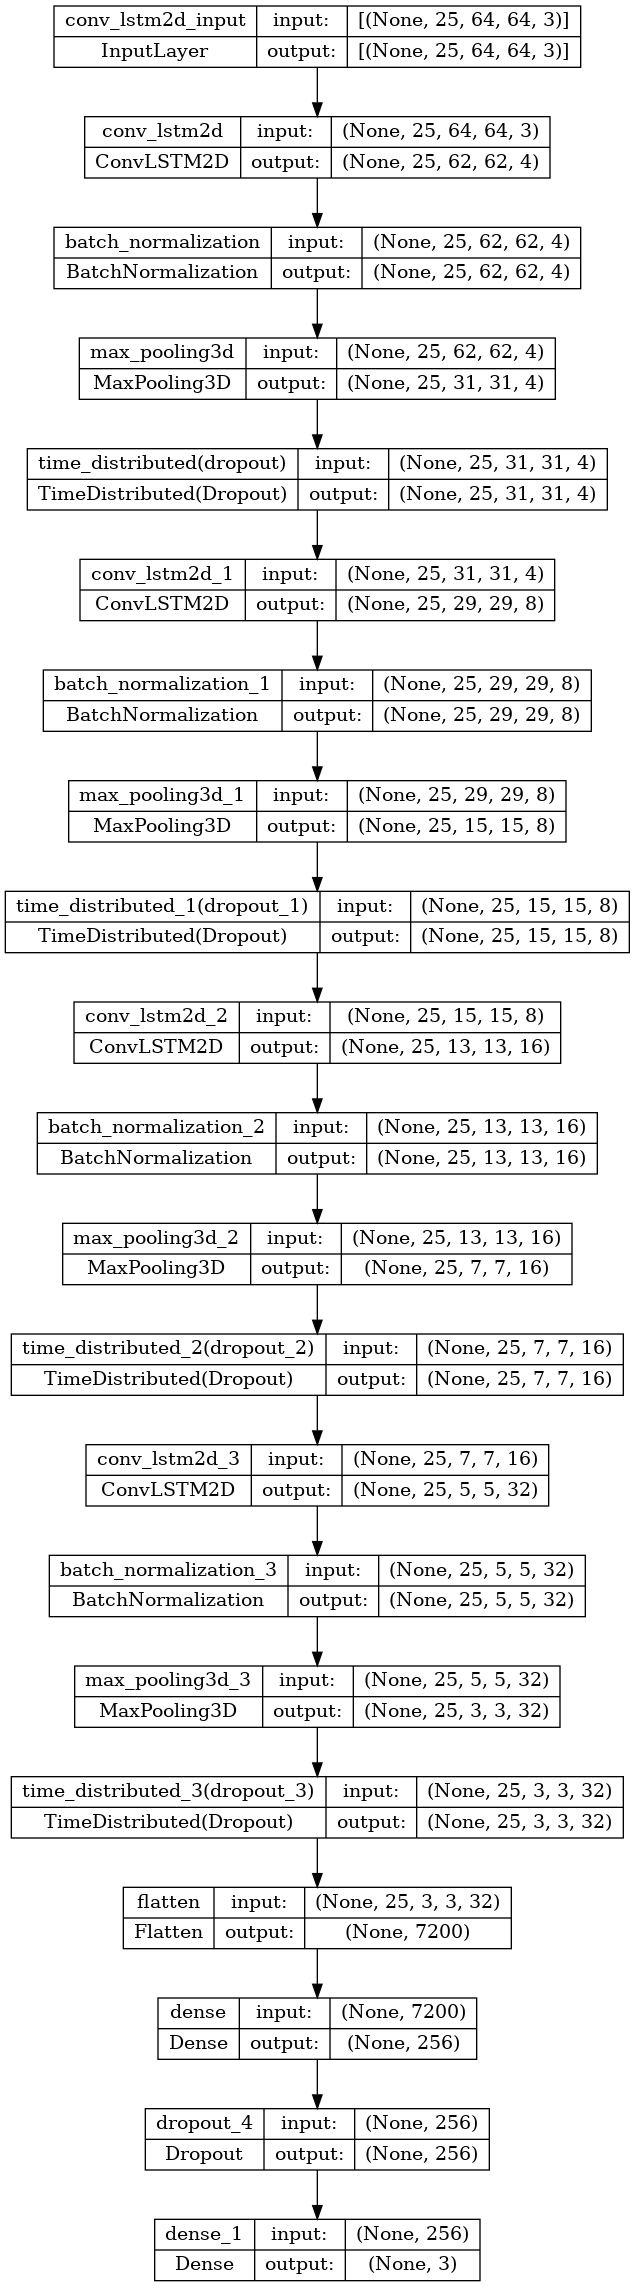 conv_lstm2d_input input: [(None, 25, 64, 64, 3)]
InputLayer output: [(None, 25, 64, 64, 3)]
conv_lstm2d input: (None, 25, 64, 64, 3)
ConvLSTM2D output: (None, 25, 62, 62, 4)
batch_normalization input: (None, 25, 62, 62, 4)
BatchNormalization output: (None, 25, 62, 62, 4)
max_pooling3d input: (None, 25, 62, 62, 4)
MaxPooling3D output: (None, 25, 31, 31, 4)
time_distributed(dropout) input: (None, 25, 31, 31, 4)
TimeDistributed(Dropout) output: (None, 25, 31, 31, 4)
conv_lstm2d_1 input: (None, 25, 31, 31, 4)
ConvLSTM2D output: (None, 25, 29, 29, 8)
batch_normalization_1 input: (None, 25, 29, 29, 8)
BatchNormalization output: (None, 25, 29, 29, 8)
max_pooling3d_1 input: (None, 25, 29, 29, 8)
MaxPooling3D output: (None, 25, 15, 15, 8)
time_distributed_1(dropout_1) input: (None, 25, 15, 15, 8)
TimeDistributed(Dropout) output: (None, 25, 15, 15, 8)
conv_lstm2d_2 input: (None, 25, 15, 15, 8)
ConvLSTM2D output: (None, 25, 13, 13, 16)
batch_normalization_2 input: (None, 25, 13, 13, 16)
BatchNormalization output: (None, 25, 13, 13, 16)
max_pooling3d_2 input: (None, 25, 13, 13, 16)
MaxPooling3D output: (None, 25, 7, 7, 16)
time_distributed_2(dropout_2) input: (None, 25, 7, 7, 16)
TimeDistributed(Dropout) output: (None, 25, 7, 7, 16)
conv_lstm2d_3 input: (None, 25, 7, 7, 16)
ConvLSTM2D output: (None, 25, 5, 5, 32)
batch_normalization_3 input: (None, 25, 5, 5, 32)
BatchNormalization output: (None, 25, 5, 5, 32)
max_pooling3d_3 input: (None, 25, 5, 5, 32)
MaxPooling3D output: (None, 25, 3, 3, 32)
time_distributed_3(dropout_3) input: (None, 25, 3, 3, 32)
TimeDistributed(Dropout) output: (None, 25, 3, 3, 32)
flatten input: (None, 25, 3, 3, 32)
Flatten output: (None, 7200)
dense input: (None, 7200)
Dense output: (None, 256)
dropout_4 input: (None, 256)
Dropout output: (None, 256)
dense_1 input: (None, 256)
Dense output: (None, 3)